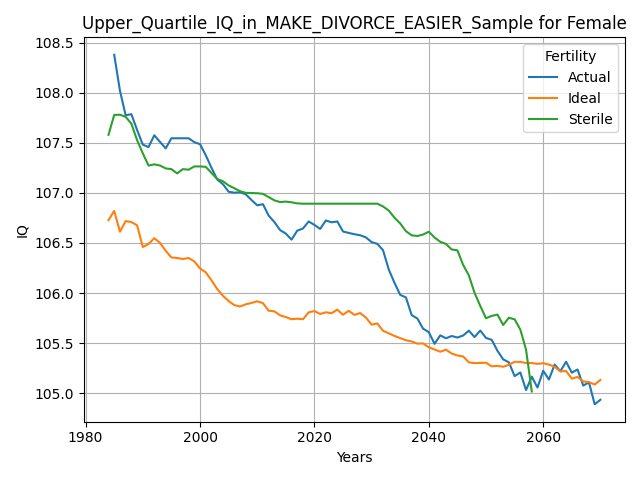 Upper_Quartile_IQ_in_MAKE_DIVORCE_EASIER_Sample for Female
108.5
108.0
107.5
107.0
106.5
106.0
105.5
105.0
IQ
Fertility
Actual
Ideal
Sterile
1980
2000
2020
2040
2060
Years